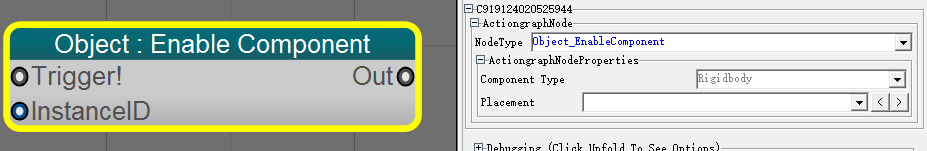 Object : Enable Component
Trigger!
Out
InstanceID
C919124020525944
ActiongraphNode
NodeType
Object_EnableComponent
ActiongraphNodeProperties
Component Type
Rigidbody
Placement
< >
Debugging (Click Unfold To See Options)